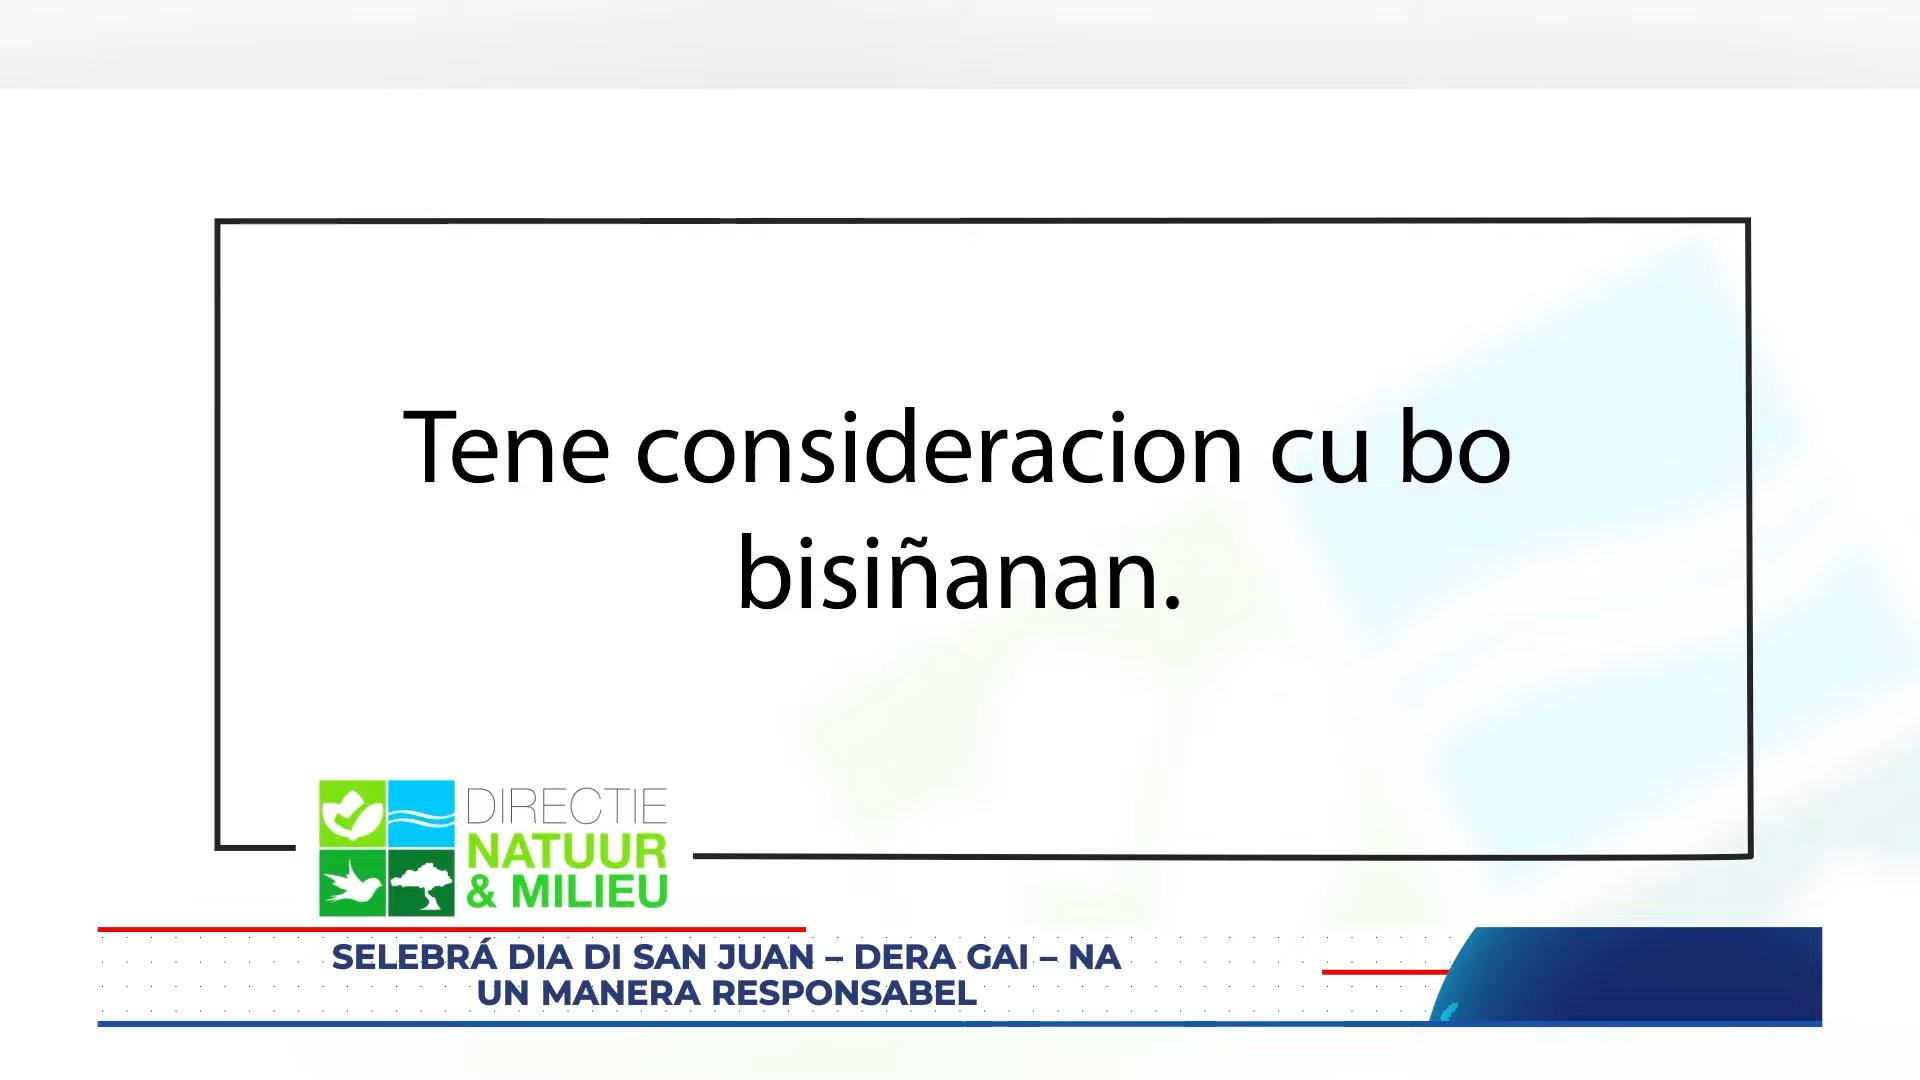 Tene consideracion cu bo
bisiñanan.
DIRECTIE
NATUUR
& MILIEU
SELEBRÁ DIA DI SAN JUAN – DERA GAI – NA
UN MANERA RESPONSABEL